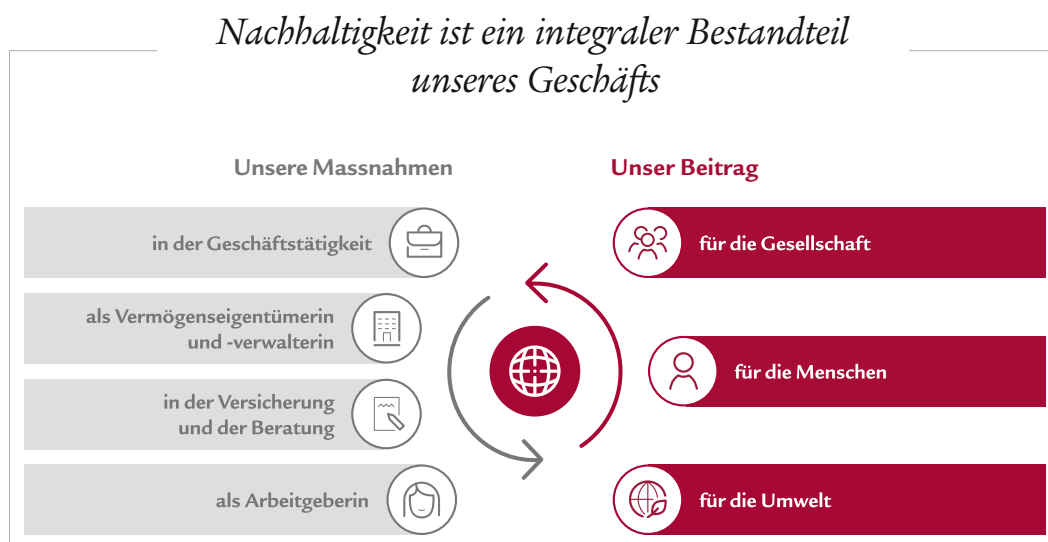 Nachhaltigkeit ist ein integraler Bestandteil
unseres Geschäfts
Unsere Massnahmen
in der Geschäftstätigkeit
als Vermögenseigentümerin
und -verwalterin
in der Versicherung
und der Beratung
als Arbeitgeberin
Unser Beitrag
für die Gesellschaft
für die Menschen
für die Umwelt